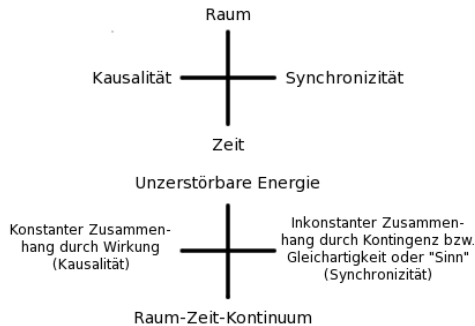 Raum
Kausalität
Synchronizität
Zeit
Unzerstörbare Energie
Konstanter Zusammen-
hang durch Wirkung
(Kausalität)
Inkonstanter Zusammen-
hang durch Kontingenz bzw.
Gleichartigkeit oder "Sinn"
(Synchronizität)
Raum-Zeit-Kontinuum